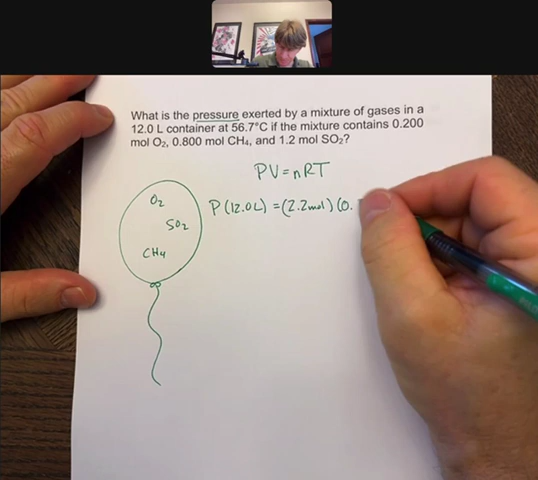 What is the pressure exerted by a mixture of gases in a
12.0 L container at 56.7°C if the mixture contains 0.200
mol O₂, 0.800 mol CH₄, and 1.2 mol SO₂?
PV=nRT
O₂
P(12.0L) = (2.2mol)(0.
SO₂
CH₄